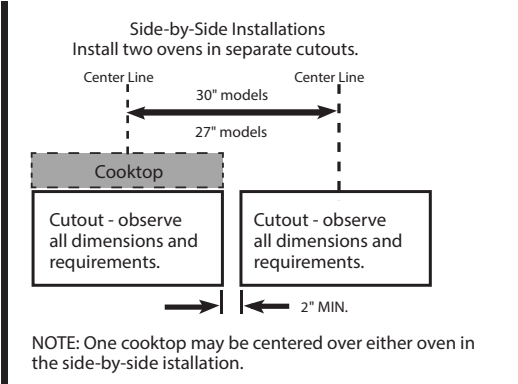 Side-by-Side Installations
Install two ovens in separate cutouts.
Center Line
Center Line
30" models
27" models
Cooktop
Cutout - observe
all dimensions and
requirements.
Cutout - observe
all dimensions and
requirements.
2" MIN.
NOTE: One cooktop may be centered over either oven in
the side-by-side istallation.